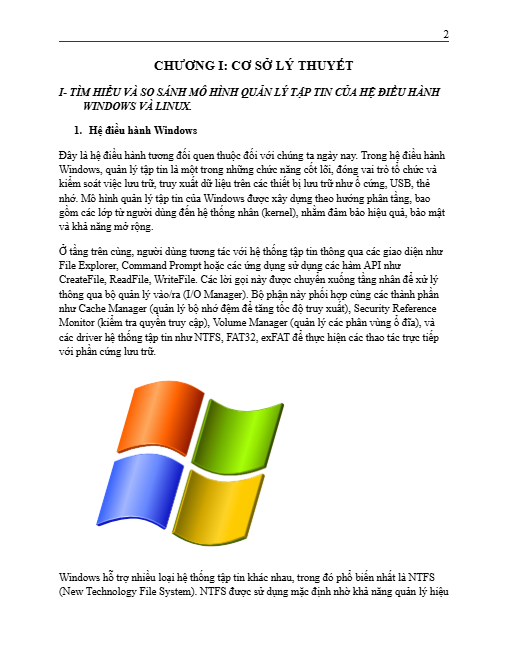 2
CHƯƠNG I: CƠ SỞ LÝ THUYẾT
I- TÌM HIỂU VÀ SO SÁNH MÔ HÌNH QUẢN LÝ TẬP TIN CỦA HỆ ĐIỀU HÀNH
WINDOWS VÀ LINUX.
1. Hệ điều hành Windows
Đây là hệ điều hành tương đối quen thuộc đối với chúng ta ngày nay. Trong hệ điều hành
Windows, quản lý tập tin là một trong những chức năng cốt lõi, đóng vai trò tổ chức và
kiểm soát việc lưu trữ, truy xuất dữ liệu trên các thiết bị lưu trữ như ổ cứng, USB, thẻ
nhớ. Mô hình quản lý tập tin của Windows được xây dựng theo hướng phân tầng, bao
gồm các lớp từ người dùng đến hệ thống nhân (kernel), nhằm đảm bảo hiệu quả, bảo mật
và khả năng mở rộng.
Ở tầng trên cùng, người dùng tương tác với hệ thống tập tin thông qua các giao diện như
File Explorer, Command Prompt hoặc các ứng dụng sử dụng các hàm API như
CreateFile, ReadFile, WriteFile. Các lời gọi này được chuyển xuống tầng nhân để xử lý
thông qua bộ quản lý vào/ra (I/O Manager). Bộ phận này phối hợp cùng các thành phần
như Cache Manager (quản lý bộ nhớ đệm để tăng tốc độ truy xuất), Security Reference
Monitor (kiểm tra quyền truy cập), Volume Manager (quản lý các phân vùng ổ đĩa), và
các driver hệ thống tập tin như NTFS, FAT32, exFAT để thực hiện các thao tác trực tiếp
với phần cứng lưu trữ.
Windows hỗ trợ nhiều loại hệ thống tập tin khác nhau, trong đó phổ biến nhất là NTFS
(New Technology File System). NTFS được sử dụng mặc định nhờ khả năng quản lý hiệu